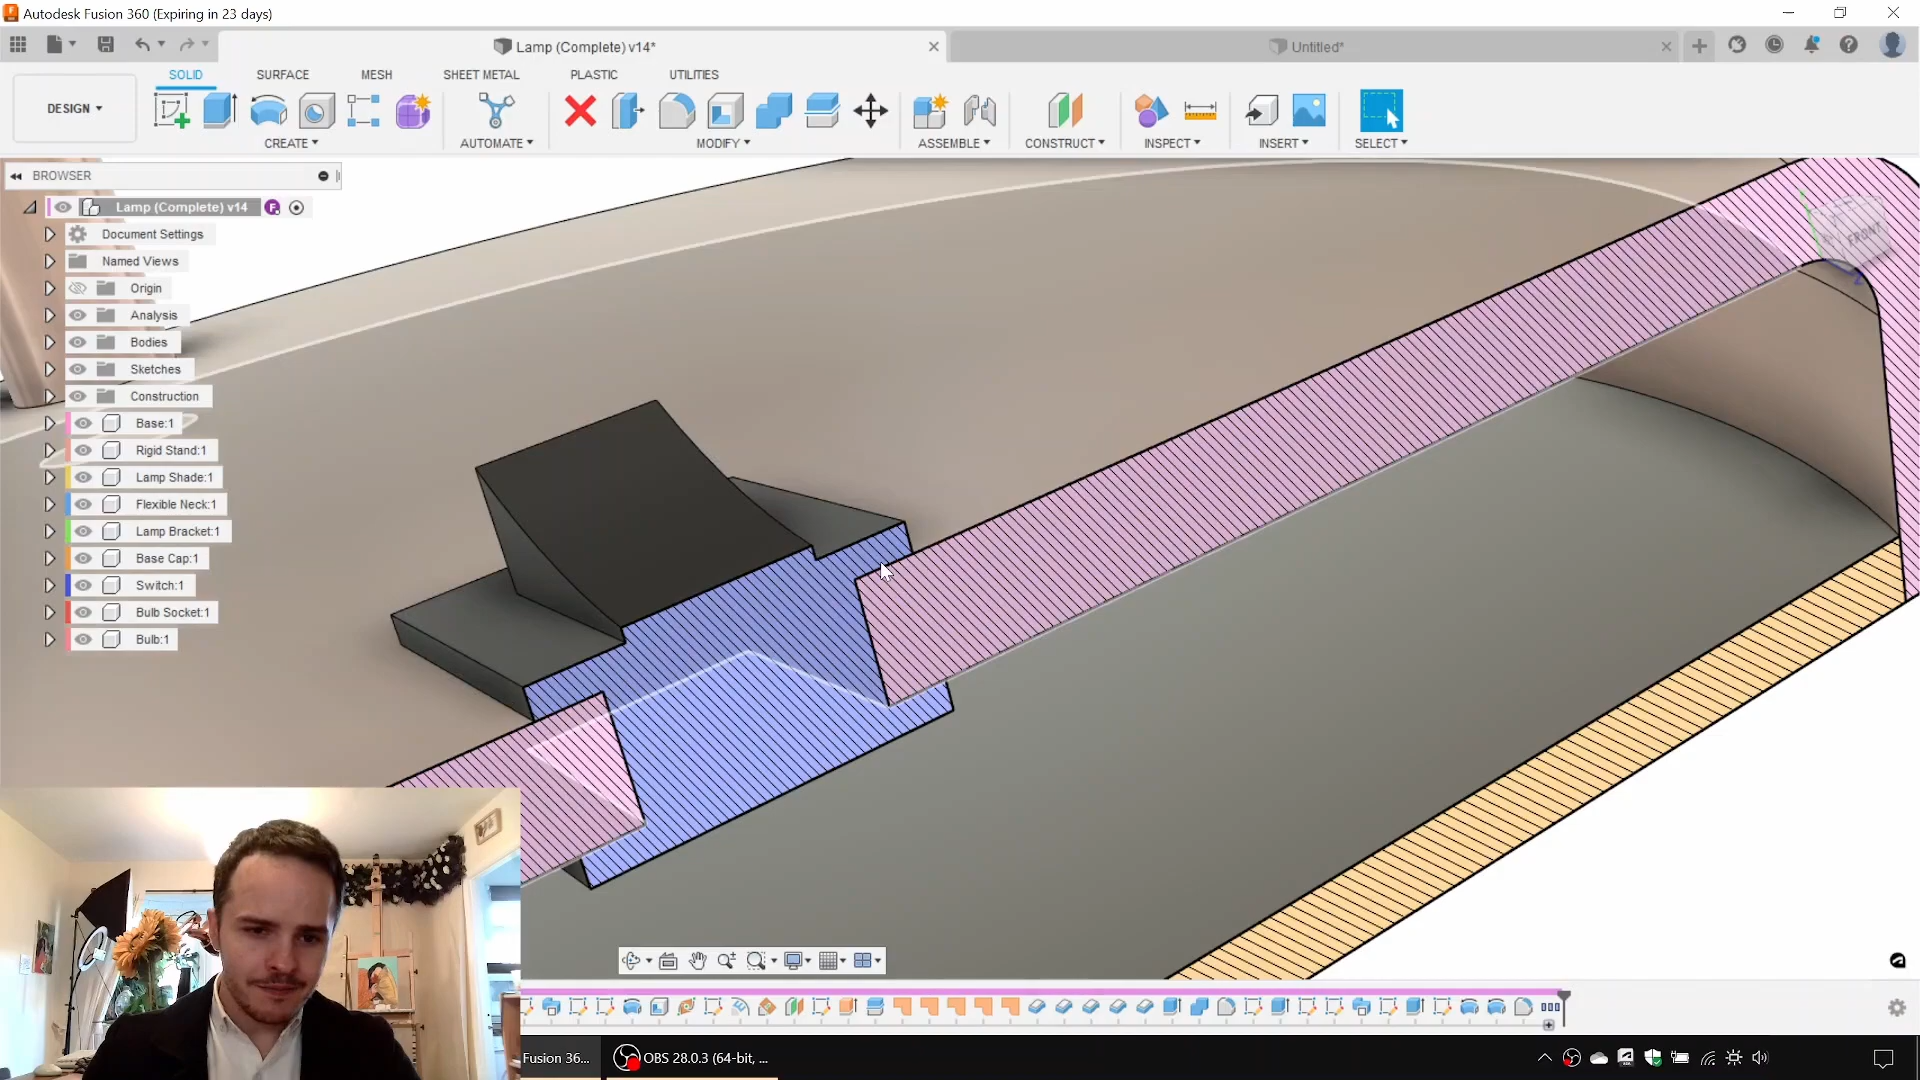 Autodesk Fusion 360 (Expiring in 23 days)
Lamp (Complete) v14*
Untitled*
DESIGN
SOLID
SURFACE
MESH
SHEET METAL
PLASTIC
UTILITIES
CREATE
AUTOMATE
MODIFY
ASSEMBLE
CONSTRUCT
INSPECT
INSERT
SELECT
BROWSER
Lamp (Complete) v14
F
Document Settings
Named Views
Origin
Analysis
Bodies
Sketches
Construction
Base:1
Rigid Stand:1
Lamp Shade:1
Flexible Neck:1
Lamp Bracket:1
Base Cap:1
Switch:1
Bulb Socket:1
Bulb:1
FRONT
Z
Fusion 36...
OBS 28.0.3 (64-bit, ...